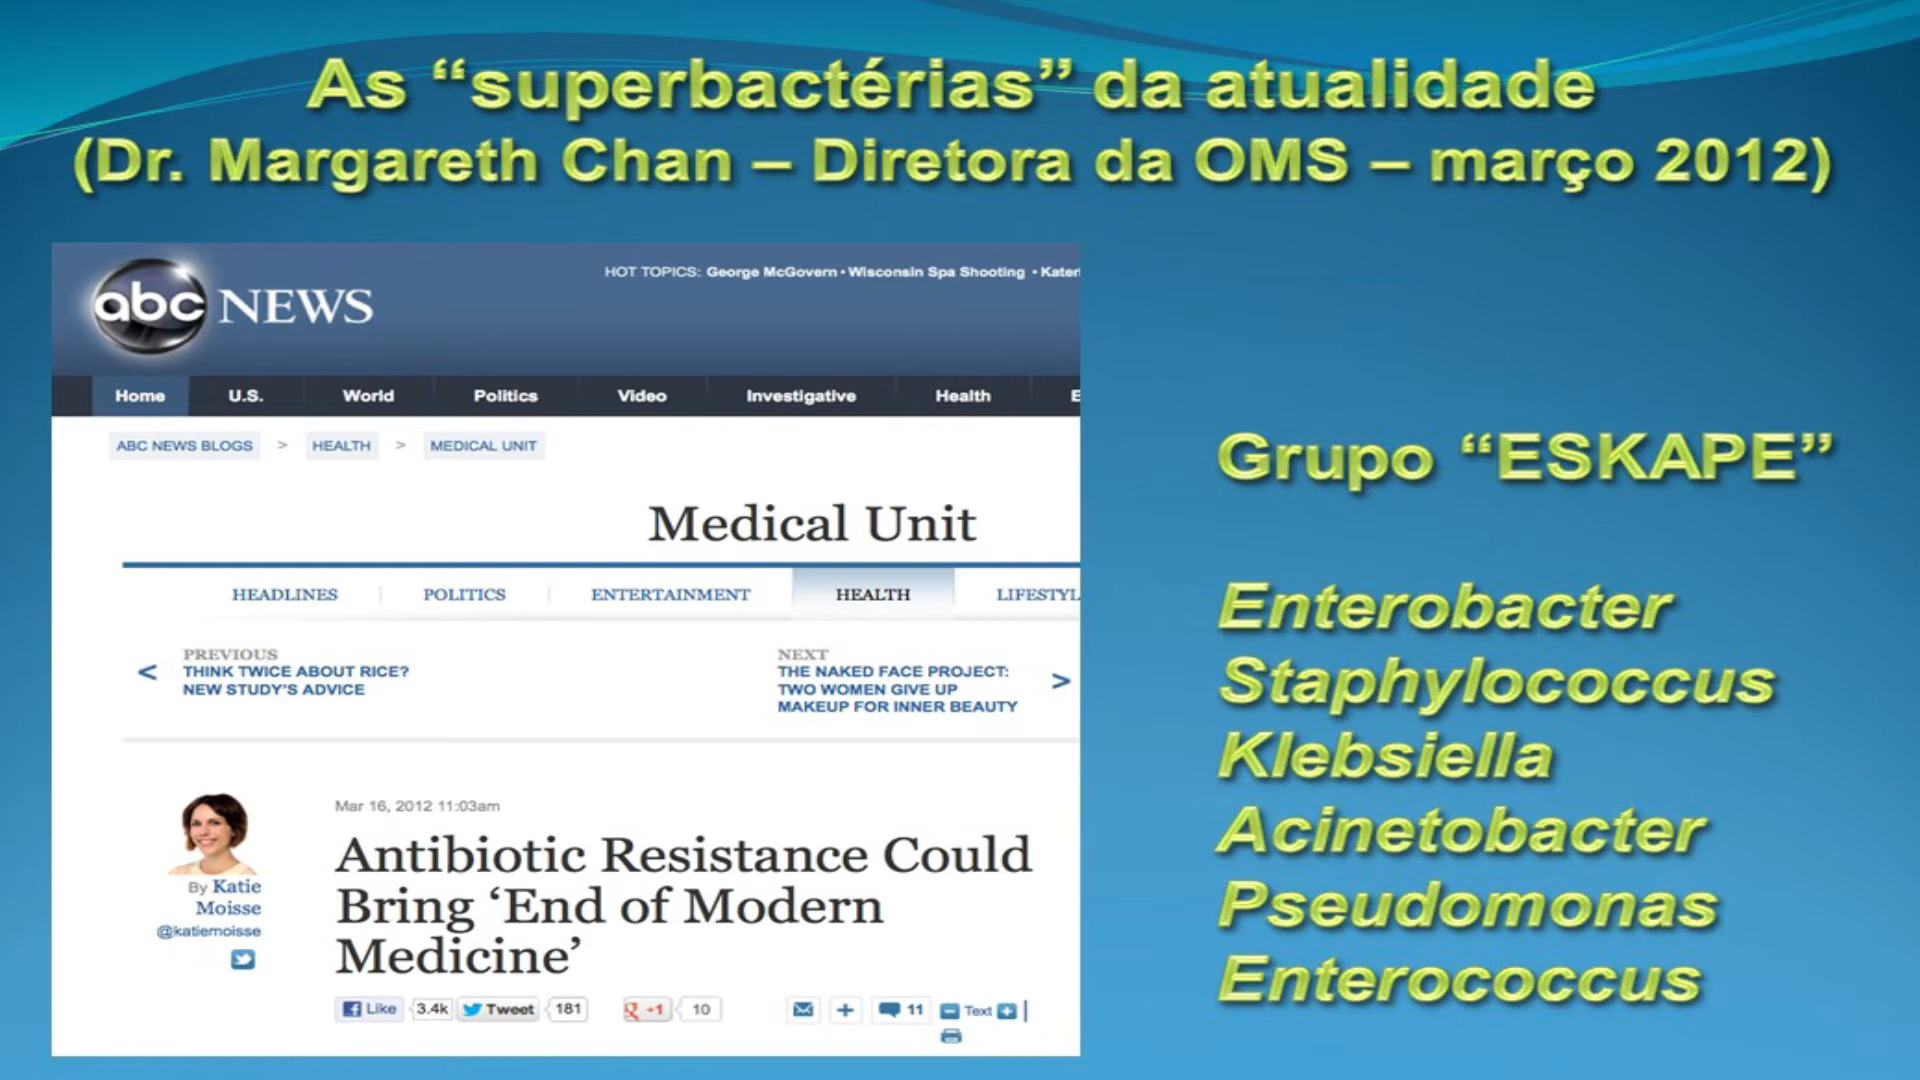 As “superbactérias” da atualidade
(Dr. Margareth Chan – Diretora da OMS – março 2012)
abc NEWS
HOT TOPICS: George McGovern • Wisconsin Spa Shooting • Kater
Home U.S. World Politics Video Investigative Health E
ABC NEWS BLOGS > HEALTH > MEDICAL UNIT
Medical Unit
HEADLINES POLITICS ENTERTAINMENT HEALTH LIFESTYL
< PREVIOUS
THINK TWICE ABOUT RICE?
NEW STUDY’S ADVICE
NEXT >
THE NAKED FACE PROJECT:
TWO WOMEN GIVE UP
MAKEUP FOR INNER BEAUTY
By Katie
Moisse
@katiemoisse
Mar 16, 2012 11:03am
Antibiotic Resistance Could
Bring ‘End of Modern
Medicine’
Like 3.4k Tweet 181 +1 10 + 11 Text
Grupo “ESKAPE”
Enterobacter
Staphylococcus
Klebsiella
Acinetobacter
Pseudomonas
Enterococcus